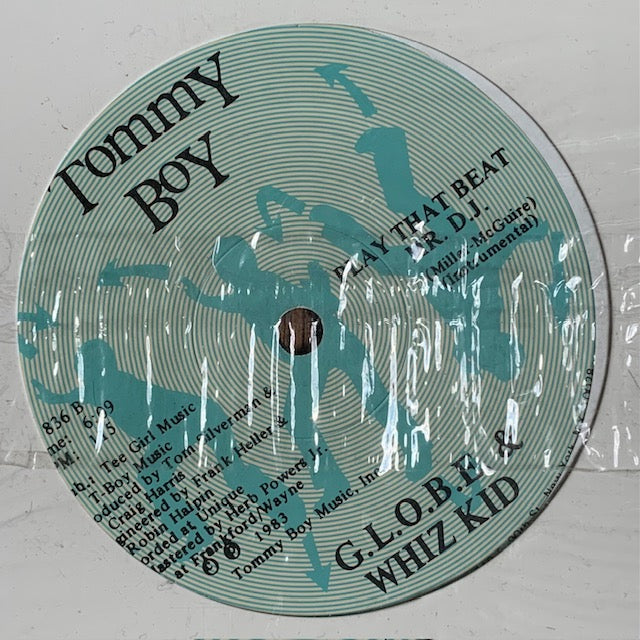 Tommy
Boy
PLAY THAT BEAT
MR. D.J.
(Miller, McGuire)
(Instrumental)
836 B
6:09
Tee Girl Music
T-Boy Music
oduced by Tom Silverman &
Craig Harris
gineered by Frank Heller &
Robin Halpin
orded at Unique
astered by Herb Powers Jr.
at Frankford/Wayne
© ℗ 1983
Tommy Boy Music, Inc.
G.L.O.B.E. &
WHIZ KID